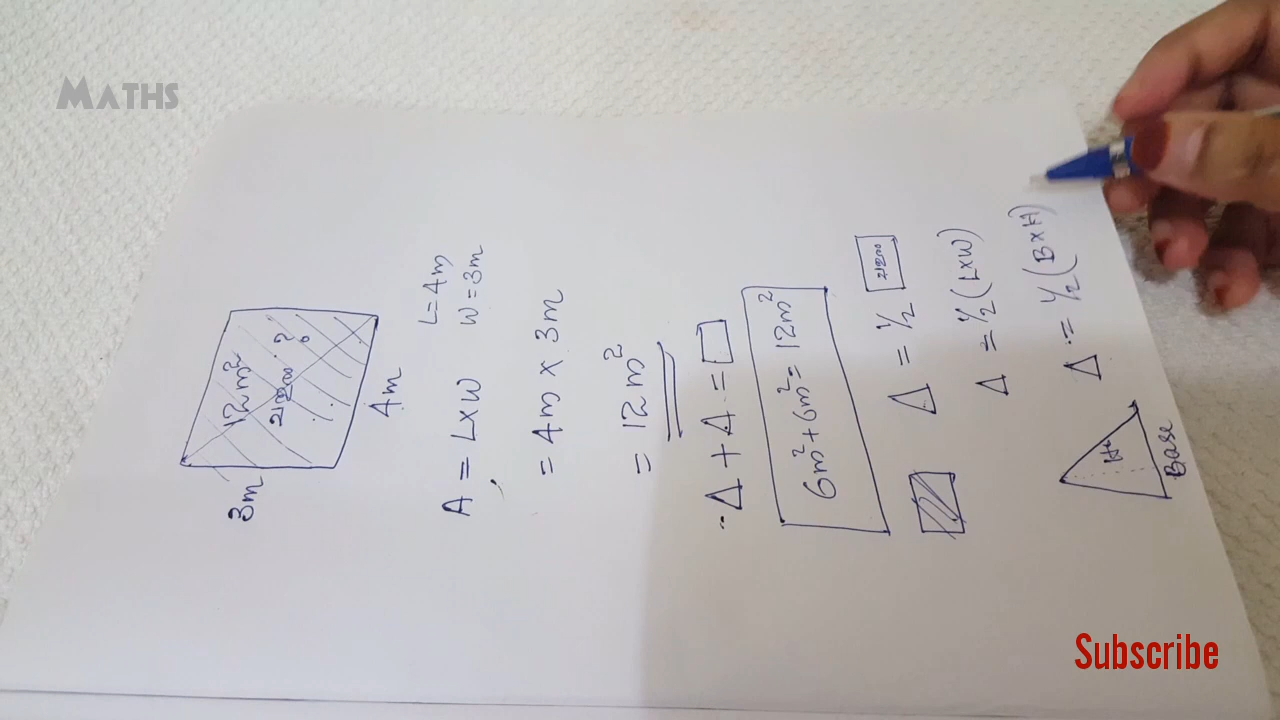 MATHS
12m²
?
3m
4m
L=4m
A = L×W W=3m
= 4m × 3m
= 12m²
∴ Δ + Δ = □
6m²+6m²= 12m²
Δ = ½
Δ = ½ (L×W)
Δ = ½ (B×H)
Ht
Base
Subscribe